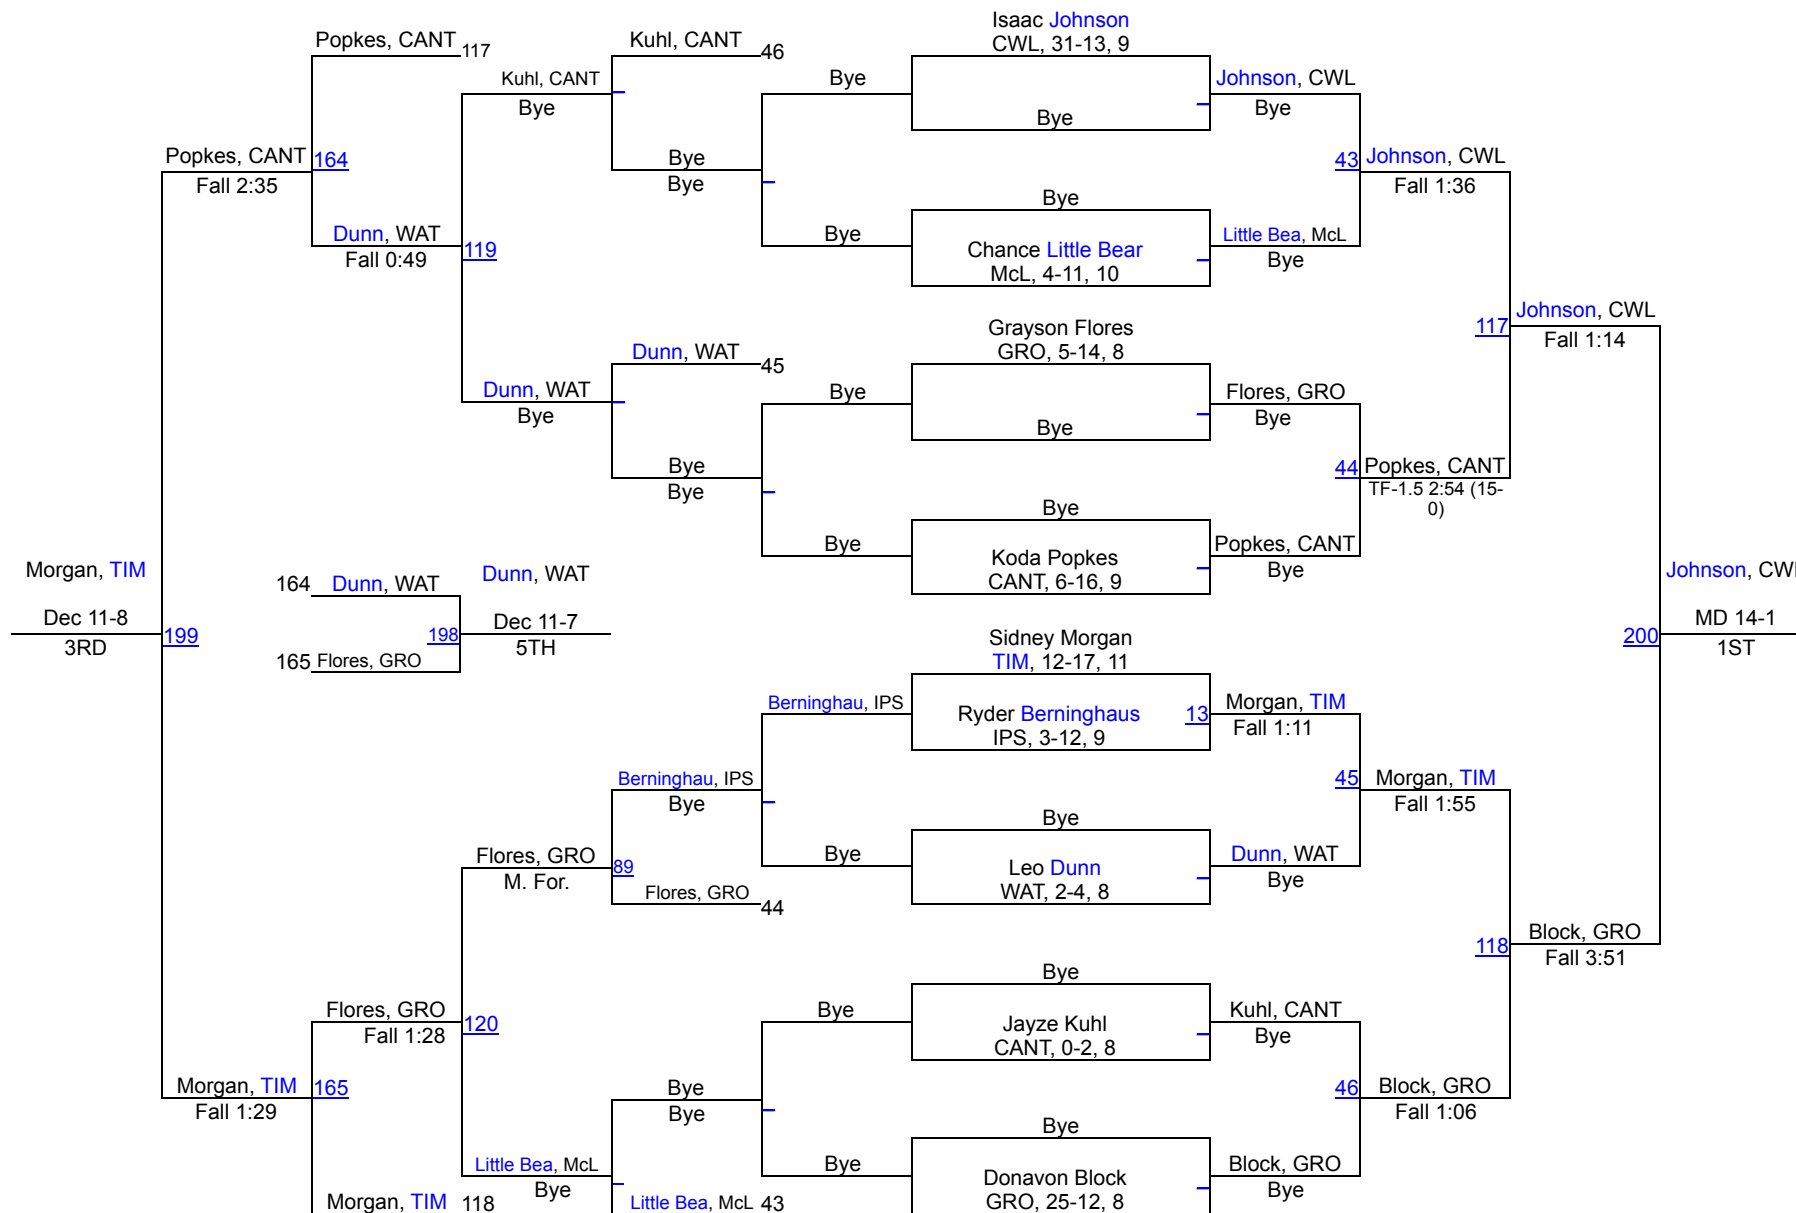 Isaac Johnson
Popkes, CANT
117
Kuhl, CANT
46
CWL, 31-13, 9
Kuhl, CANT
Bye
Bye
Johnson, CWL
Bye
Bye
Popkes, CANT
164
Fall 2:35
Bye
Bye
43
Johnson, CWL
Fall 1:36
Bye
Dunn, WAT
119
Fall 0:49
Bye
Chance Little Bear
McL, 4-11, 10
Little Bea, McL
Bye
Johnson, CWL
117
Fall 1:14
Grayson Flores
GRO, 5-14, 8
Dunn, WAT
45
Dunn, WAT
Bye
Bye
Flores, GRO
Bye
Bye
Bye
Bye
44
Popkes, CANT
TF-1.5 2:54 (15-
0)
Bye
Bye
Koda Popkes
CANT, 6-16, 9
Popkes, CANT
Bye
Morgan, TIM
Dec 11-8
3RD
199
164
Dunn, WAT
Dunn, WAT
198
Dec 11-7
5TH
165
Flores, GRO
Johnson, CW
200
MD 14-1
1ST
Sidney Morgan
TIM, 12-17, 11
Berninghau, IPS
Ryder Berninghaus
IPS, 3-12, 9
13
Morgan, TIM
Fall 1:11
Berninghau, IPS
Bye
45
Morgan, TIM
Fall 1:55
Bye
Flores, GRO
M. For.
89
Bye
Leo Dunn
WAT, 2-4, 8
Dunn, WAT
Bye
Flores, GRO
44
118
Block, GRO
Fall 3:51
Bye
Flores, GRO
120
Fall 1:28
Bye
Jayze Kuhl
CANT, 0-2, 8
Kuhl, CANT
Bye
Morgan, TIM
165
Fall 1:29
Bye
Bye
46
Block, GRO
Fall 1:06
Bye
Little Bea, McL
Bye
Bye
Donavon Block
GRO, 25-12, 8
Block, GRO
Bye
Morgan, TIM
118
Little Bea, McL
43